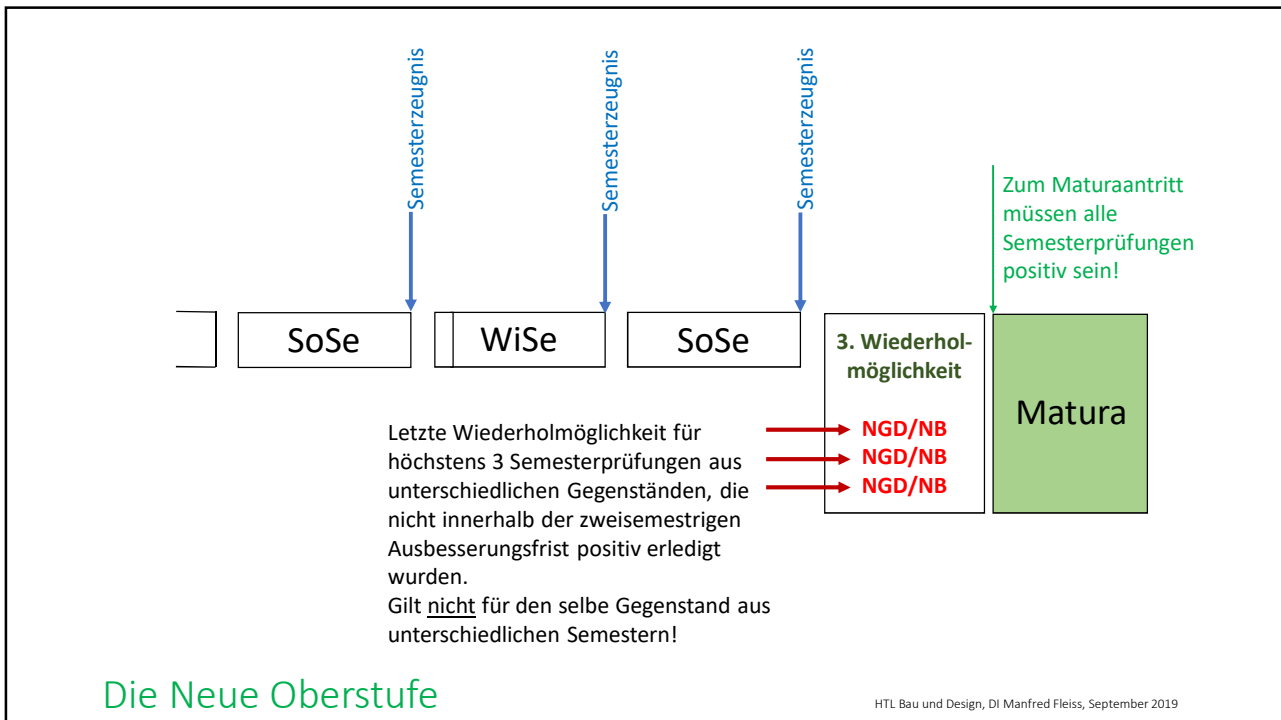 Semesterzeugnis
Semesterzeugnis
Semesterzeugnis
Zum Maturaantritt
müssen alle
Semesterprüfungen
positiv sein!
SoSe
WiSe
SoSe
3. Wiederhol-
möglichkeit
Matura
Letzte Wiederholmöglichkeit für
höchstens 3 Semesterprüfungen aus
unterschiedlichen Gegenständen, die
nicht innerhalb der zweisemestrigen
Ausbesserungsfrist positiv erledigt
wurden.
Gilt nicht für den selbe Gegenstand aus
unterschiedlichen Semestern!
NGD/NB
NGD/NB
NGD/NB
Die Neue Oberstufe
HTL Bau und Design, DI Manfred Fleiss, September 2019